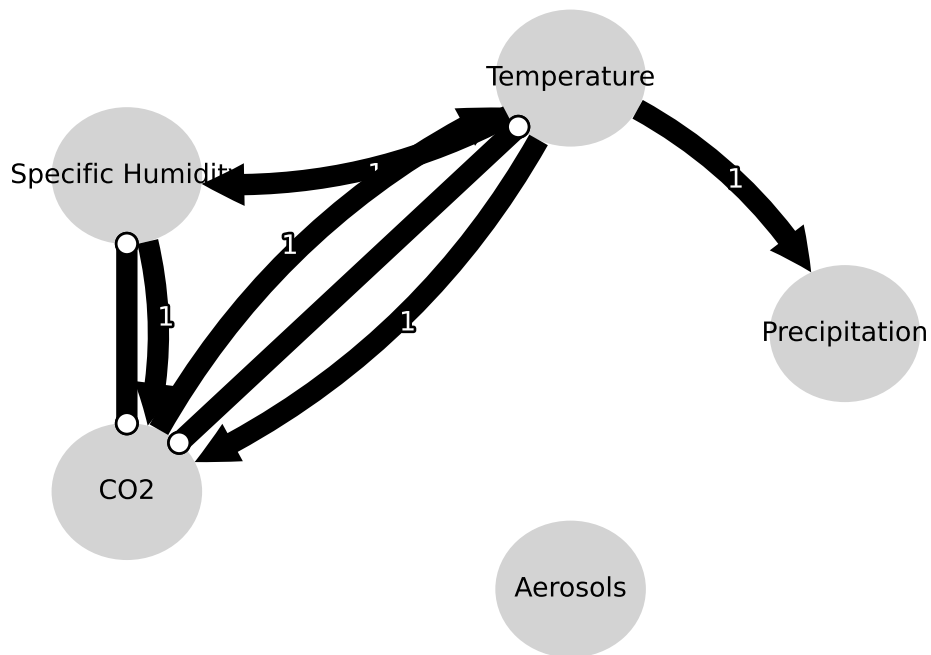 Temperature
Specific Humidity
1
1
1
1
1
Precipitation
CO2
Aerosols